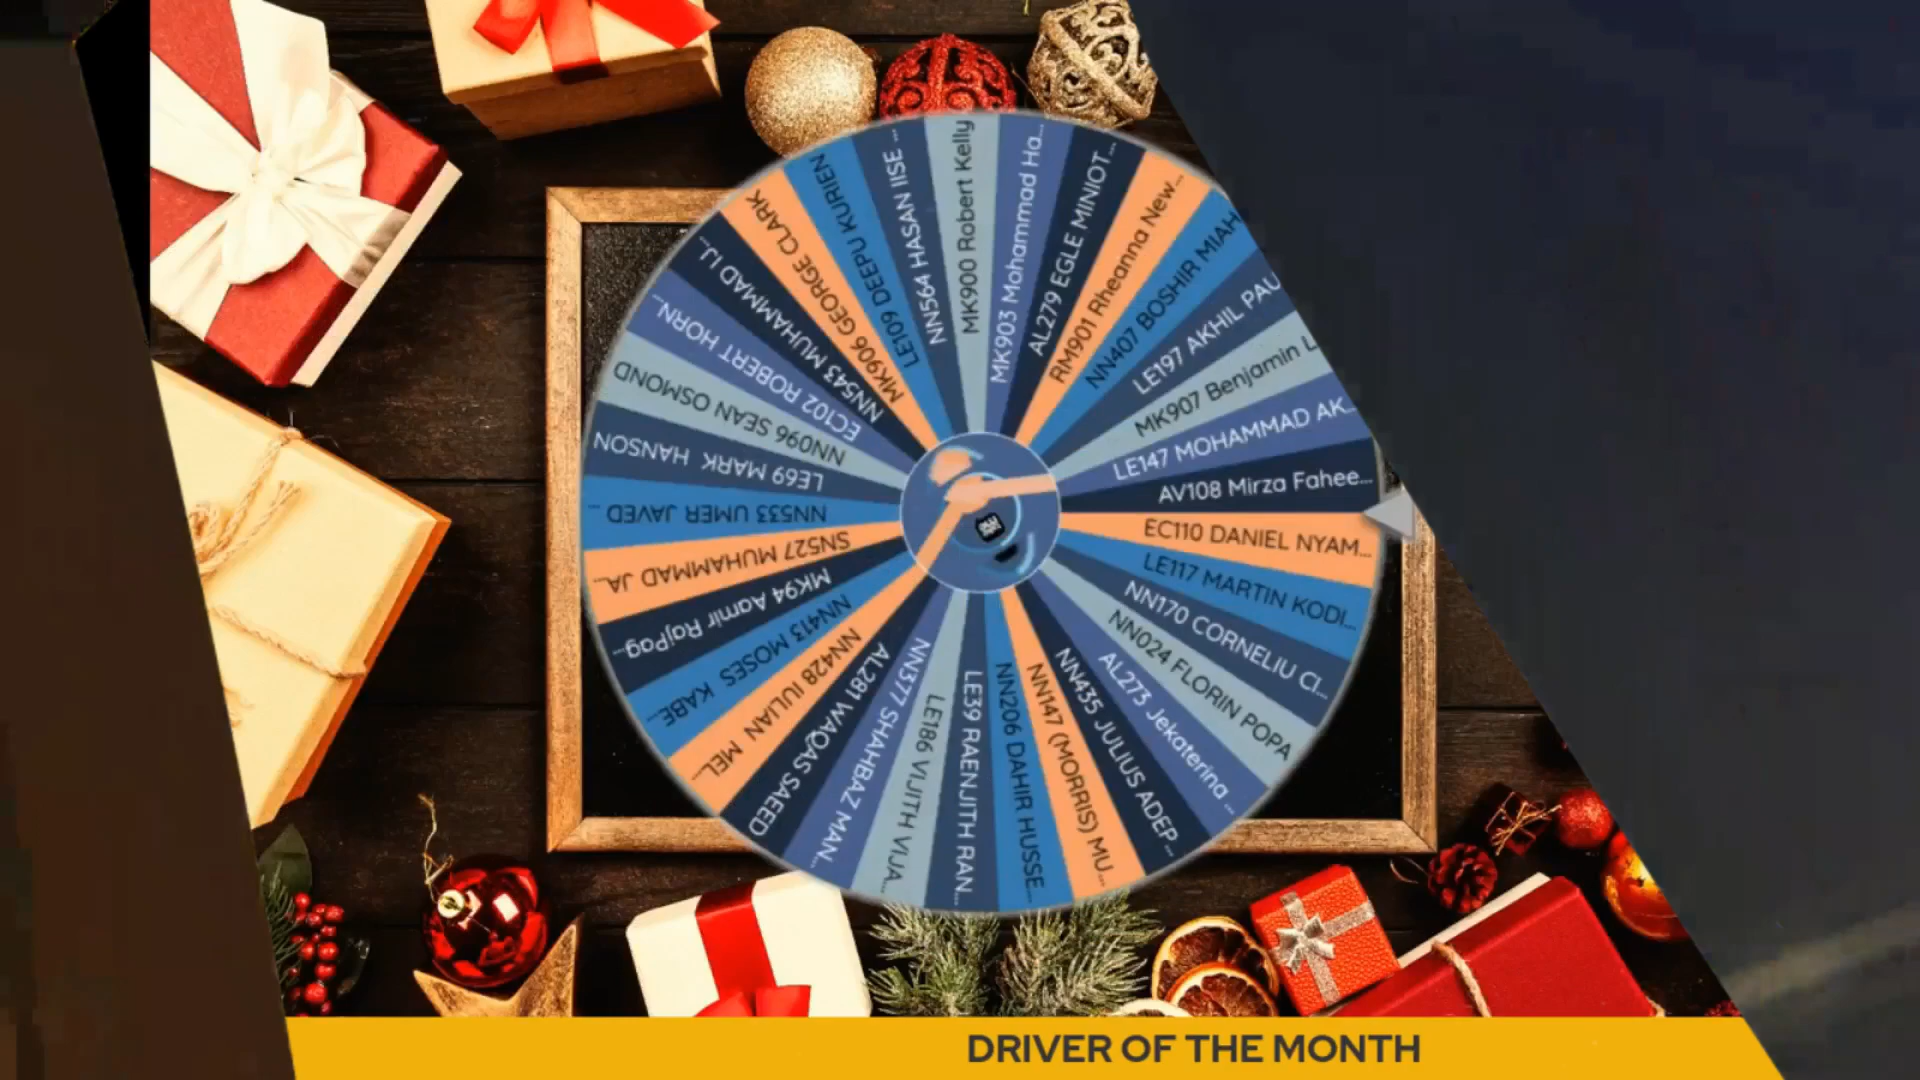 MK900 Robert Kelly
MK903 Mohammad Ha...
AL279 EGLE MINIOT...
RM901 Rheanna New...
NN407 BOSHIR MIAH
LE197 AKHIL PAU
MK907 Benjamin L
LE147 MOHAMMAD AK...
AV108 Mirza Fahee...
EC110 DANIEL NYAM...
LE117 MARTIN KODI...
NN170 CORNELIU CI...
NN024 FLORIN POPA
AL273 Jekaterina ...
NN435 JULIUS ADEP...
NN147 (MORRIS) MU...
NN206 DAHIR HUSSE...
LE39 RAENJITH RAN...
LE186 VIJITH VIJA...
NN377 SHAHBAZ MAN...
AL281 WAQAS SAEED
NN428 IULIAN MEL...
NN413 MOSES KABE...
MK94 Aamir RajPag...
SN527 MUHAMMAD JA...
NN533 UMER JAVED ...
LE69 MARK HANSON
NN096 SEAN OSMOND
EC102 ROBERT HORN...
NN543 MUHAMMAD IJ...
MK906 GEORGE CLARK
LE109 DEEPU KURIEN
NN564 HASAN IISE ...
DRIVER OF THE MONTH